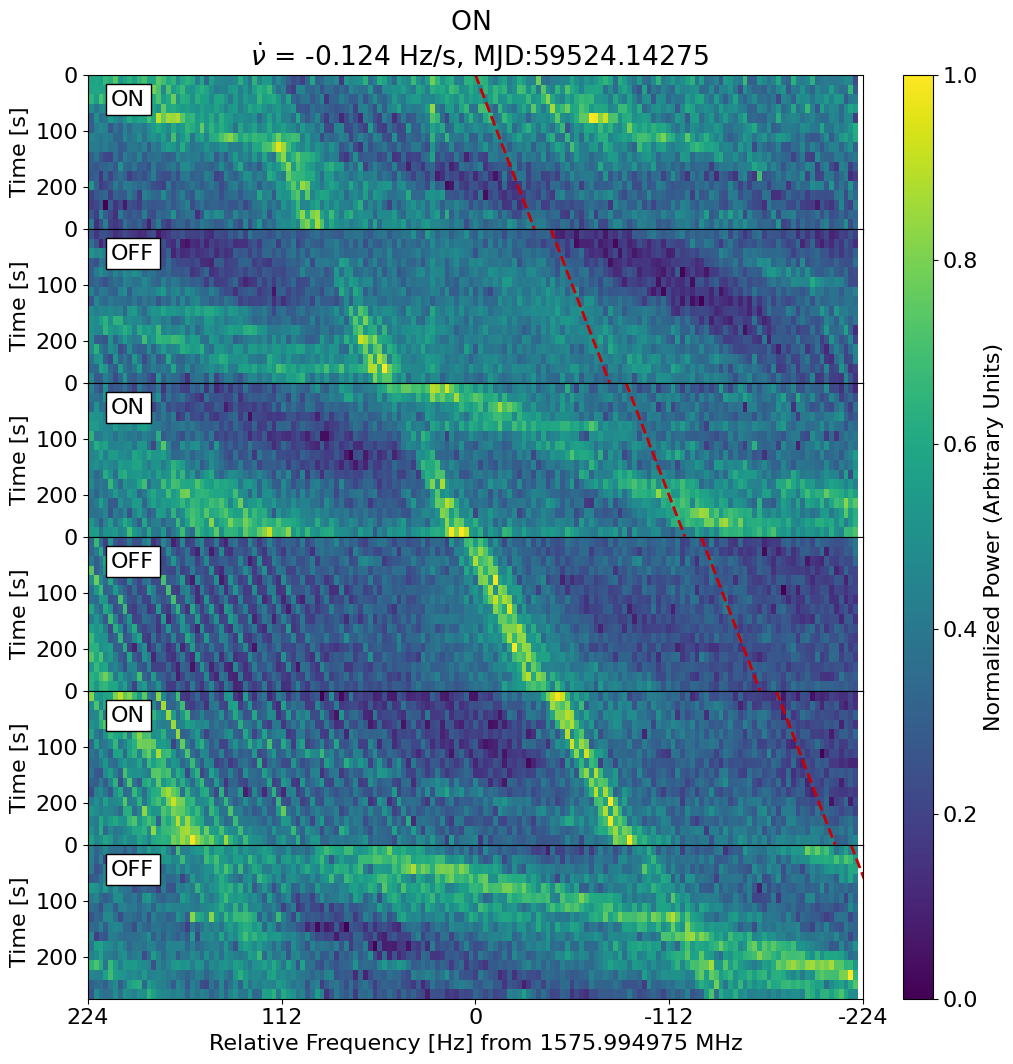 ON
ν̇ = -0.124 Hz/s, MJD:59524.14275
0
ON
100
Time [s]
200
0
OFF
100
Time [s]
200
0
ON
100
Time [s]
200
0
OFF
100
Time [s]
200
0
ON
100
Time [s]
200
0
OFF
100
Time [s]
200
224 112 0 -112 -224
Relative Frequency [Hz] from 1575.994975 MHz
1.0
0.8
0.6
0.4
0.2
0.0
Normalized Power (Arbitrary Units)